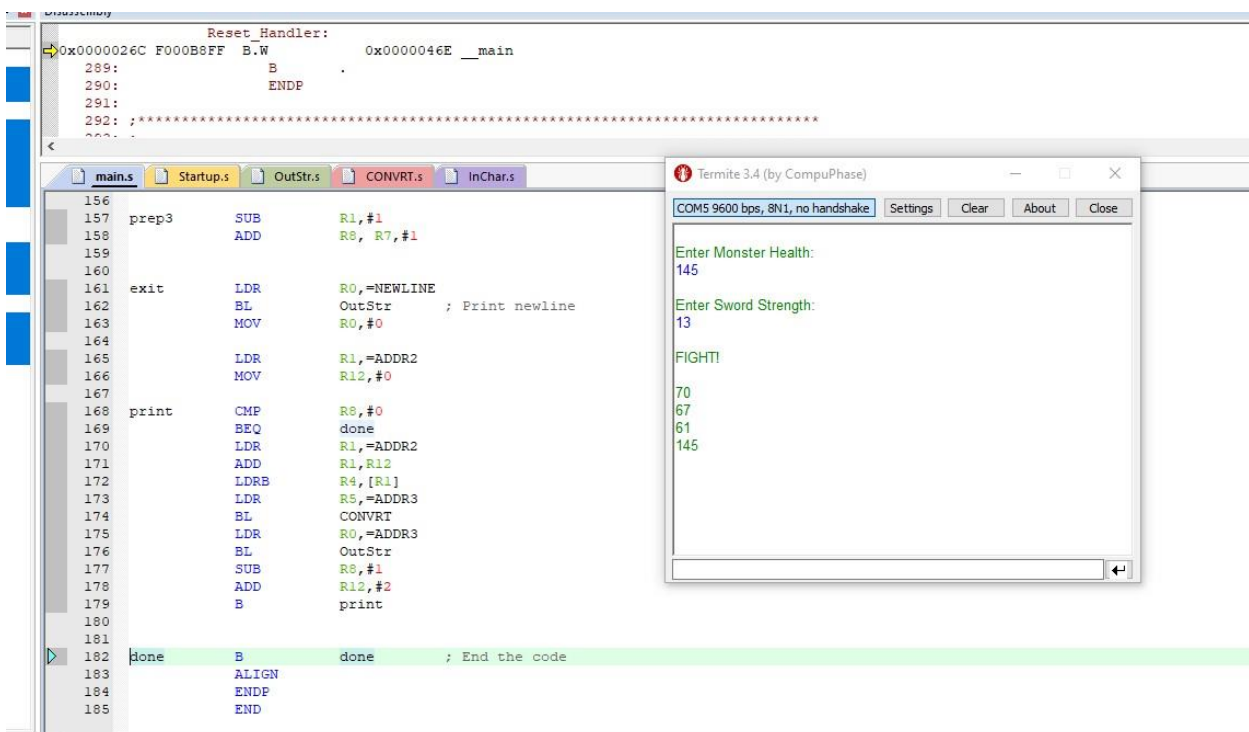 Disassembly
Reset_Handler:
0x0000026C F000B8FF B.W 0x0000046E __main
289: B .
290: ENDP
291:
292: ;******************************************************************************
main.s Startup.s OutStr.s CONVRT.s InChar.s
156
157 prep3 SUB R1,#1
158 ADD R8, R7,#1
159
160
161 exit LDR R0,=NEWLINE
162 BL OutStr ; Print newline
163 MOV R0,#0
164
165 LDR R1,=ADDR2
166 MOV R12,#0
167
168 print CMP R8,#0
169 BEQ done
170 LDR R1,=ADDR2
171 ADD R1,R12
172 LDRB R4,[R1]
173 LDR R5,=ADDR3
174 BL CONVRT
175 LDR R0,=ADDR3
176 BL OutStr
177 SUB R8,#1
178 ADD R12,#2
179 B print
180
181
182 done B done ; End the code
183 ALIGN
184 ENDP
185 END
Termite 3.4 (by CompuPhase)
COM5 9600 bps, 8N1, no handshake Settings Clear About Close
Enter Monster Health:
145
Enter Sword Strength:
13
FIGHT!
70
67
61
145